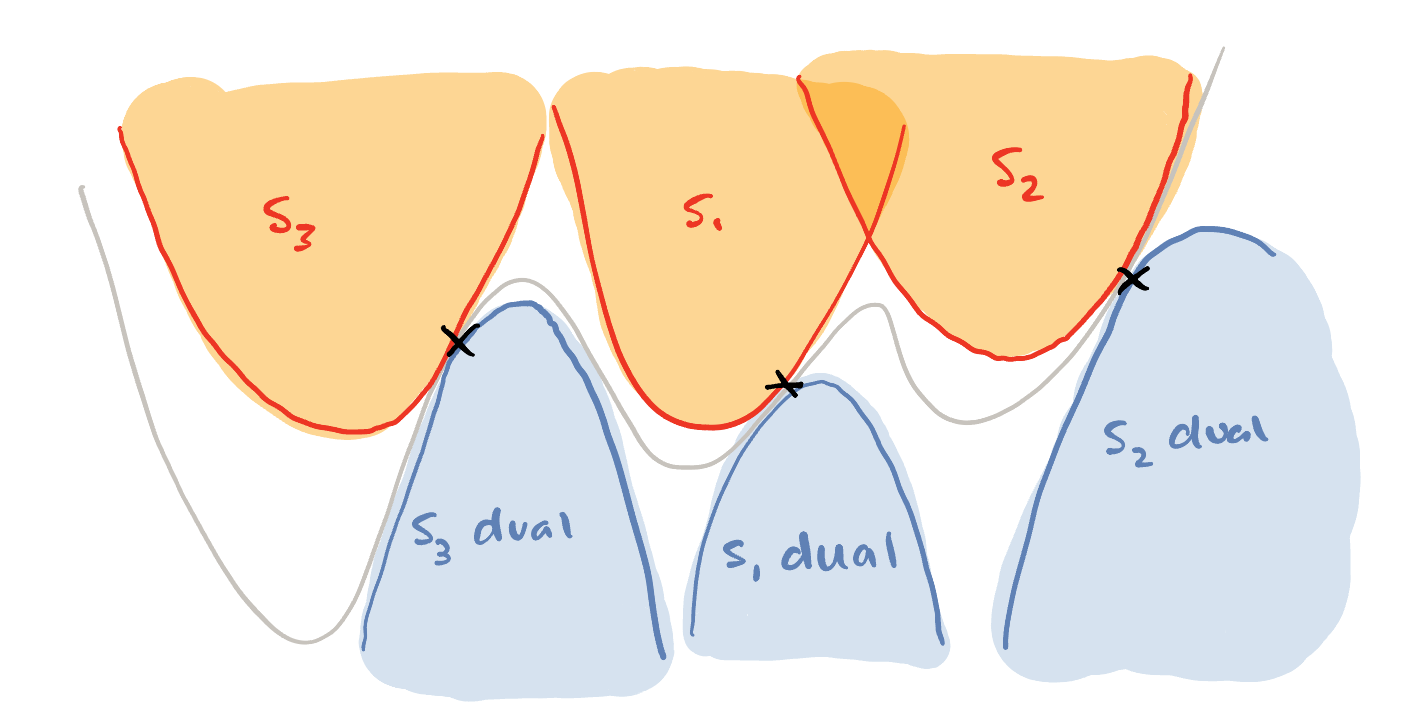 S₃
S₁
S₂
S₃ dual
S₁ dual
S₂ dual